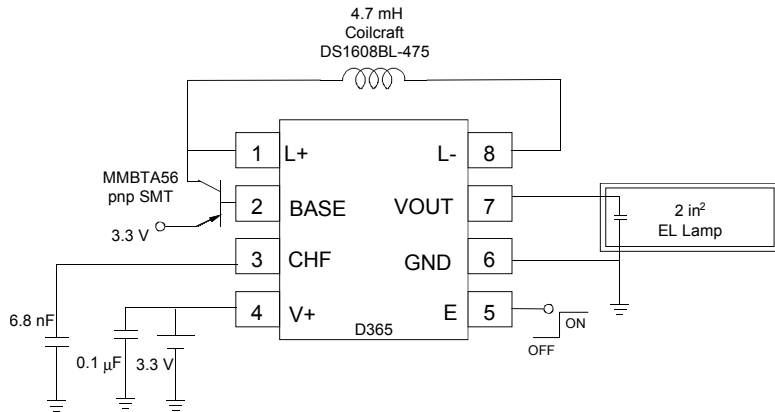 4.7 mH
Coilcraft
DS1608BL-475
1
L+
L-
8
MMBTA56
pnp SMT
2
BASE
VOUT
7
2 in²
EL Lamp
3.3 V
3
CHF
GND
6
4
V+
E
5
D365
6.8 nF
0.1 μF
3.3 V
ON
OFF